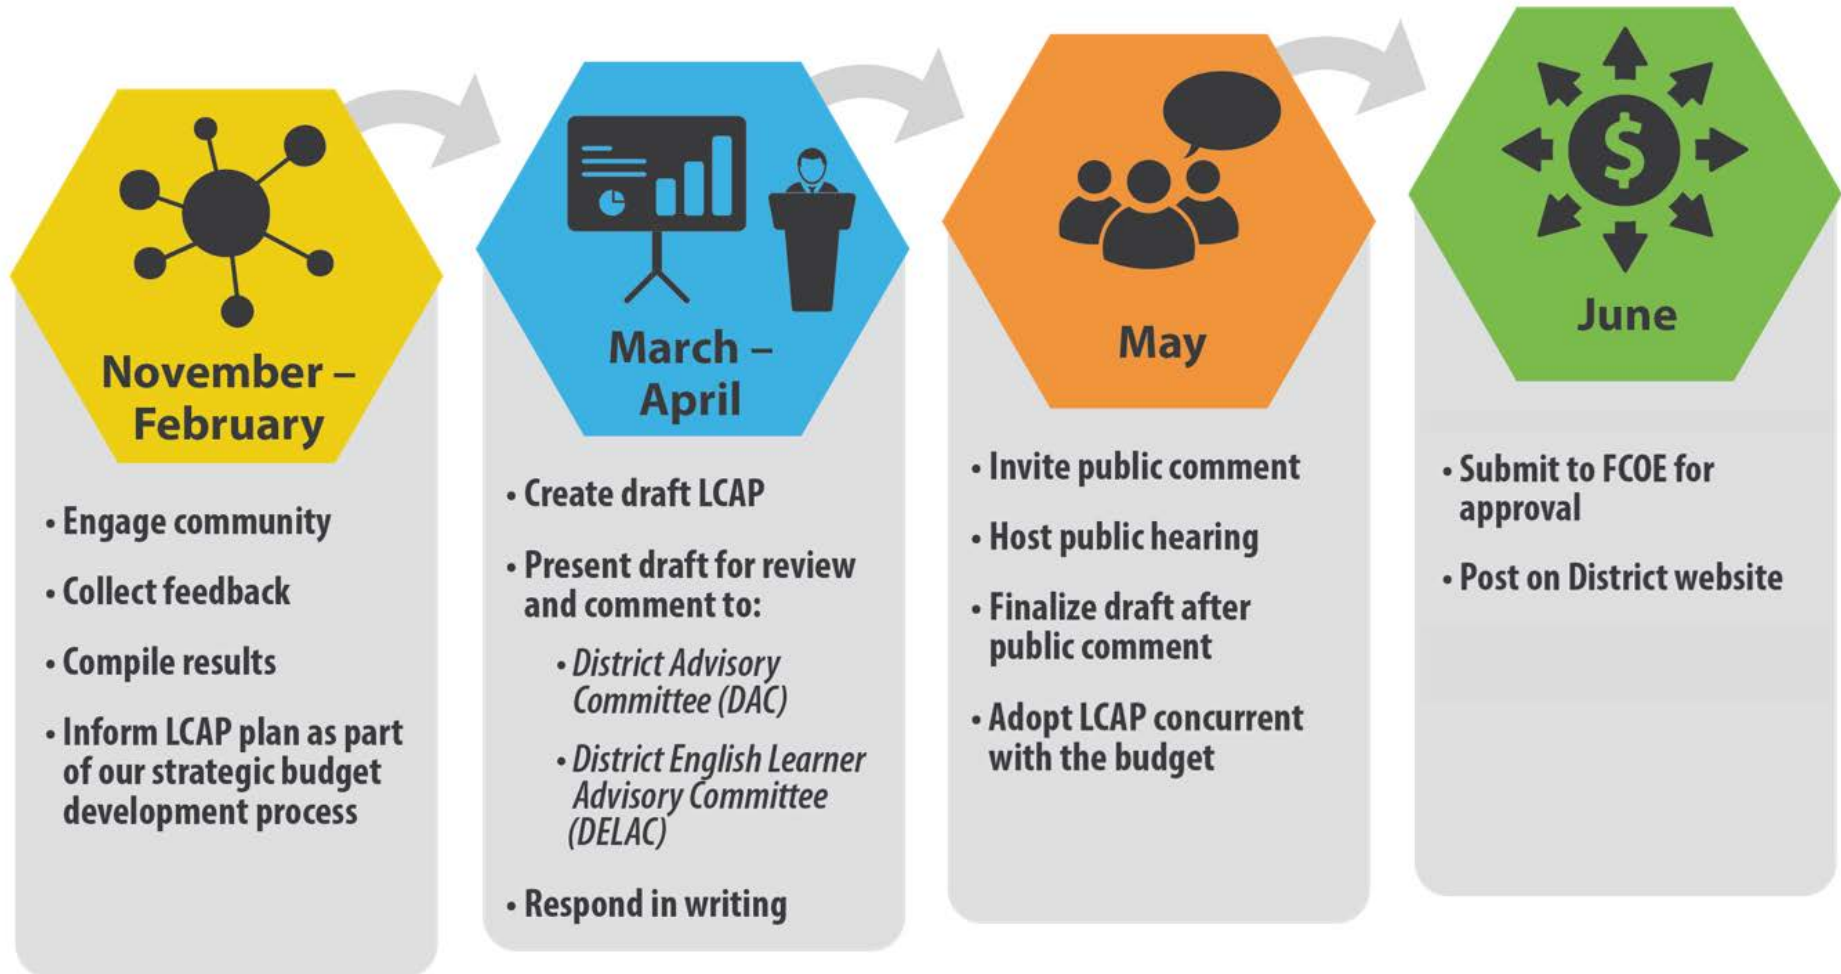 November –
February
• Engage community
• Collect feedback
• Compile results
• Inform LCAP plan as part
of our strategic budget
development process
March –
April
• Create draft LCAP
• Present draft for review
and comment to:
• District Advisory
Committee (DAC)
• District English Learner
Advisory Committee
(DELAC)
• Respond in writing
May
• Invite public comment
• Host public hearing
• Finalize draft after
public comment
• Adopt LCAP concurrent
with the budget
$
June
• Submit to FCOE for
approval
• Post on District website